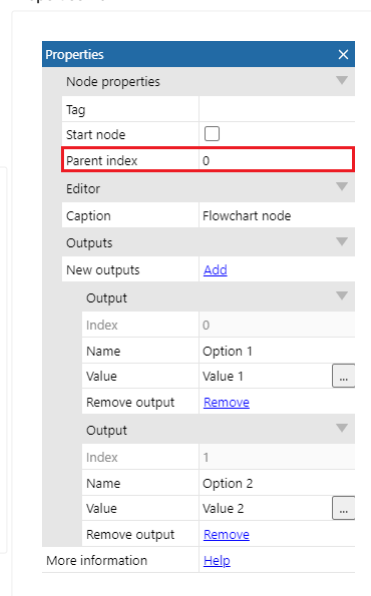 Properties ×
Node properties
Tag
Start node
Parent index 0
Editor
Caption Flowchart node
Outputs
New outputs Add
Output
Index 0
Name Option 1
Value Value 1 ...
Remove output Remove
Output
Index 1
Name Option 2
Value Value 2 ...
Remove output Remove
More information Help